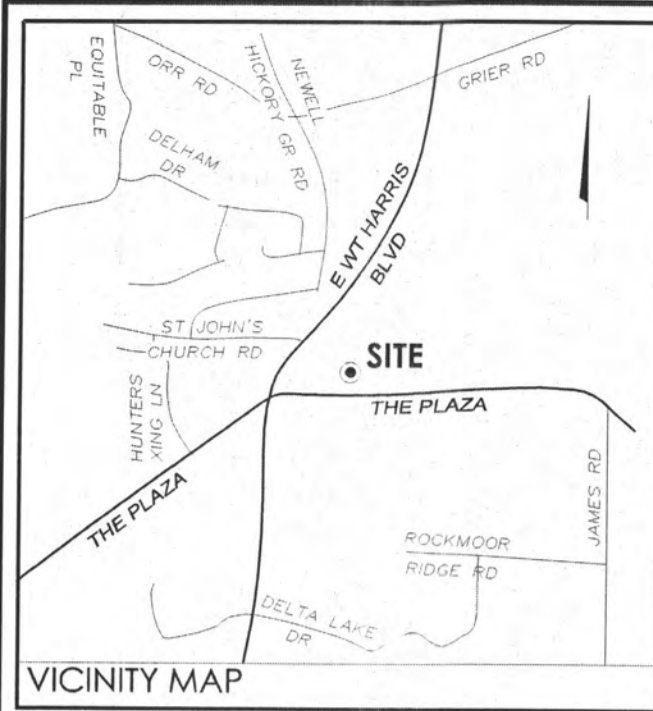 EQUITABLE
PL
ORR RD
NEWELL
HICKORY GR RD
GRIER RD
DELHAM
DR
E WT HARRIS
BLVD
ST JOHN'S
CHURCH RD
SITE
HUNTERS
XING LN
THE PLAZA
THE PLAZA
JAMES RD
ROCKMOOR
RIDGE RD
DELTA LAKE
DR
VICINITY MAP